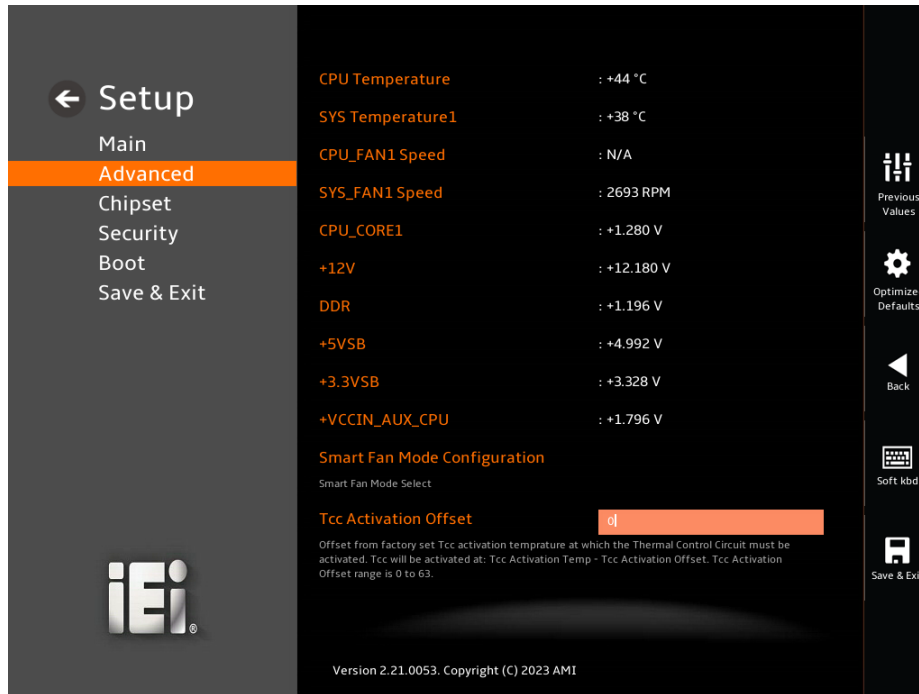 Setup
Main
Advanced
Chipset
Security
Boot
Save & Exit
CPU Temperature : +44 °C
SYS Temperature1 : +38 °C
CPU_FAN1 Speed : N/A
SYS_FAN1 Speed : 2693 RPM
CPU_CORE1 : +1.280 V
+12V : +12.180 V
DDR : +1.196 V
+5VSB : +4.992 V
+3.3VSB : +3.328 V
+VCCIN_AUX_CPU : +1.796 V
Smart Fan Mode Configuration
Smart Fan Mode Select
Tcc Activation Offset 0
Offset from factory set Tcc activation temprature at which the Thermal Control Circuit must be
activated. Tcc will be activated at: Tcc Activation Temp - Tcc Activation Offset. Tcc Activation
Offset range is 0 to 63.
Version 2.21.0053. Copyright (C) 2023 AMI
Previous
Values
Optimize
Defaults
Back
Soft kbd
Save & Exi
iEi®